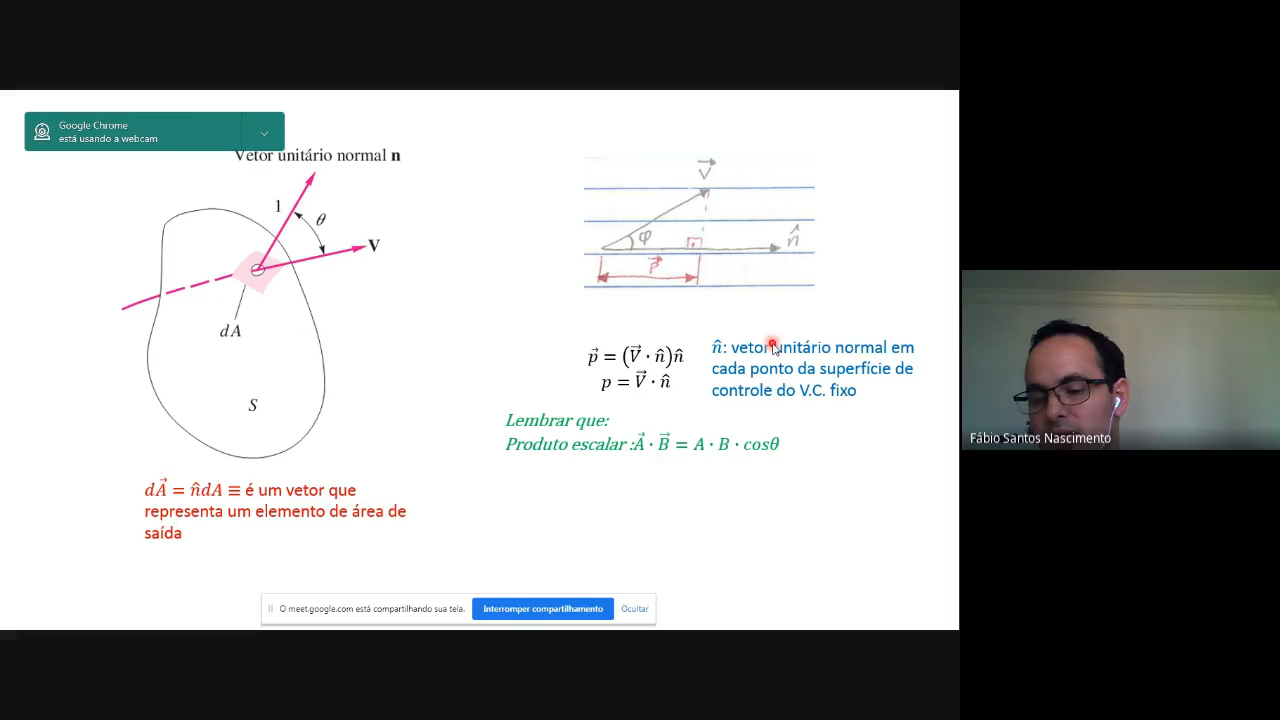 Google Chrome
está usando a webcam
Vetor unitário normal n
1
θ
V
dA
S
V⃗
φ
n̂
P⃗
p⃗ = (V⃗ · n̂)n̂
p = V⃗ · n̂
n̂: vetor unitário normal em
cada ponto da superfície de
controle do V.C. fixo
Lembrar que:
Produto escalar :A⃗ · B⃗ = A · B · cosθ
dA⃗ = n̂dA ≡ é um vetor que
representa um elemento de área de
saída
O meet.google.com está compartilhando sua tela.
Interromper compartilhamento
Ocultar
Fábio Santos Nascimento